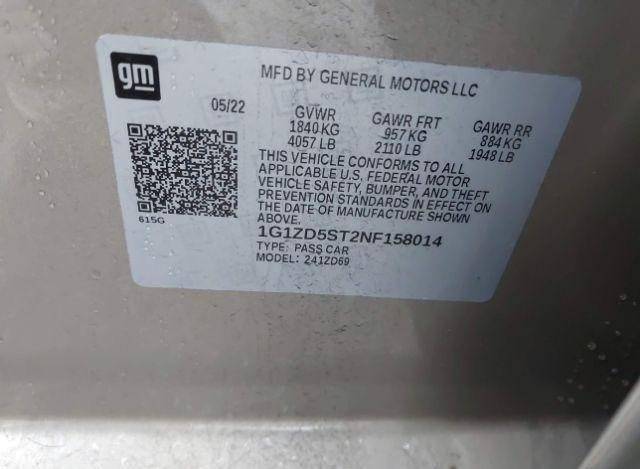 gm
MFD BY GENERAL MOTORS LLC
05/22
GVWR GAWR FRT GAWR RR
1840 KG 957 KG 884 KG
4057 LB 2110 LB 1948 LB
THIS VEHICLE CONFORMS TO ALL
APPLICABLE U.S. FEDERAL MOTOR
VEHICLE SAFETY, BUMPER, AND THEFT
PREVENTION STANDARDS IN EFFECT ON
THE DATE OF MANUFACTURE SHOWN
ABOVE.
615G
1G1ZD5ST2NF158014
TYPE: PASS CAR
MODEL: 241ZD69